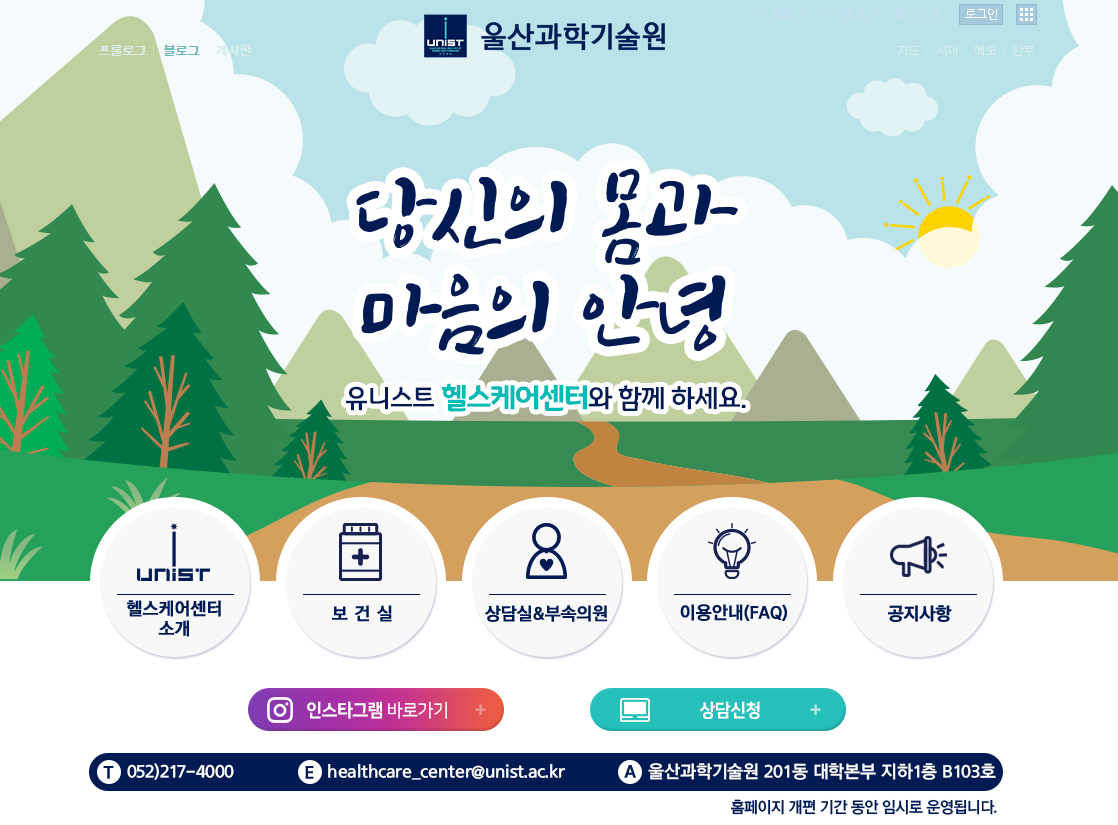 로그인
UNIST
울산과학기술원
프롤로그 블로그 게시판
지도 서재 메모 안부
당신의 몸과
마음의 안녕
유니스트 헬스케어센터와 함께 하세요.
UNIST
헬스케어센터
소개
보 건 실
상담실&부속의원
이용안내(FAQ)
공지사항
인스타그램 바로가기 +
상담신청 +
T 052)217-4000
E healthcare_center@unist.ac.kr
A 울산과학기술원 201동 대학본부 지하1층 B103호
홈페이지 개편 기간 동안 임시로 운영됩니다.